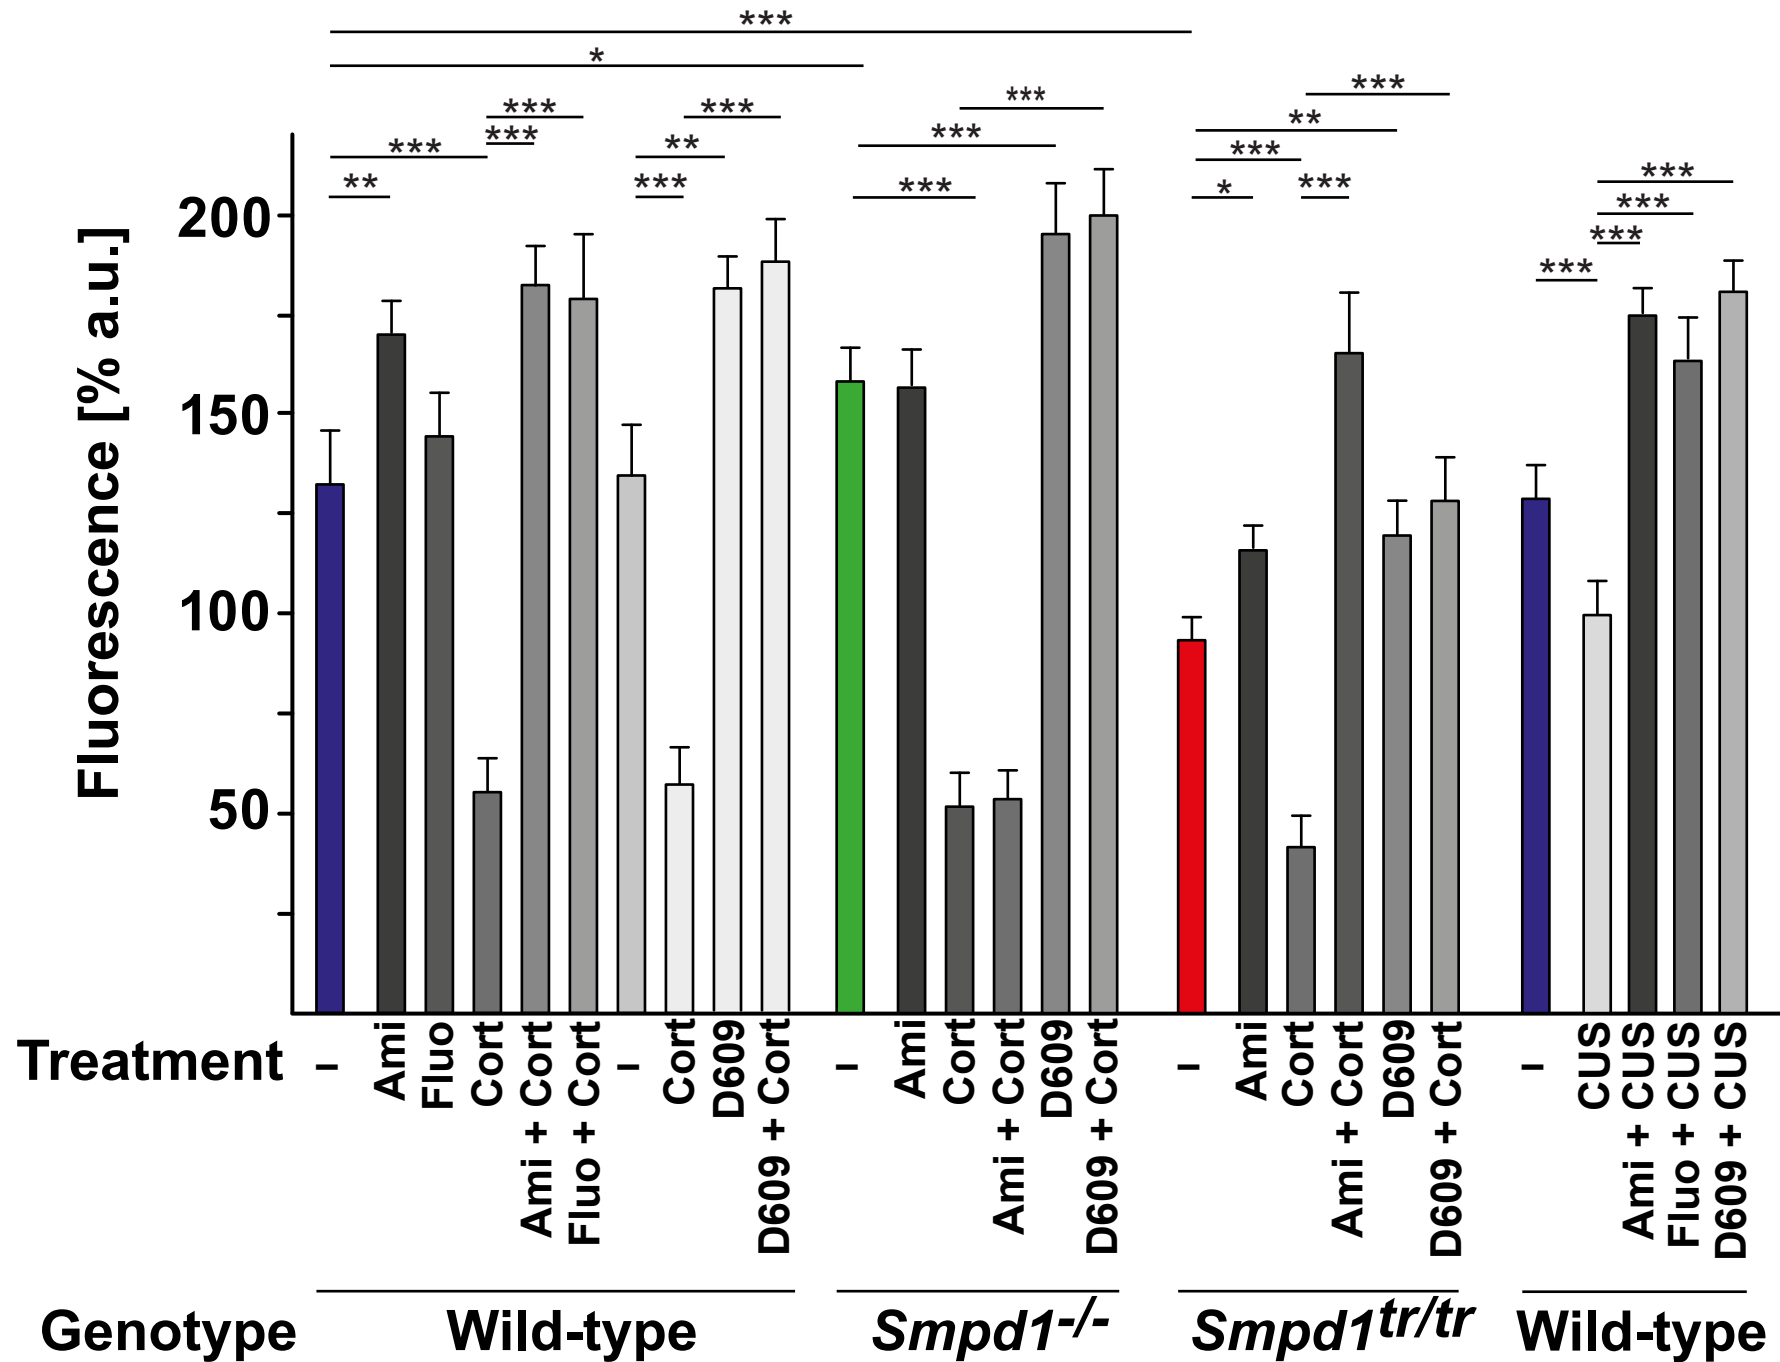 ***
*
*** *** *** ***
*** *** ** ***
*** ** *** *** ***
** *** *** * *** ***
***
***
200
150
100
50
Fluorescence [% a.u.]
Treatment – Ami Fluo Cort Ami + Cort Fluo + Cort – Cort D609 D609 + Cort – Ami Cort Ami + Cort D609 D609 + Cort – Ami Cort Ami + Cort D609 D609 + Cort – CUS Ami + CUS Fluo + CUS D609 + CUS
Genotype Wild-type Smpd1-/- Smpd1tr/tr Wild-type